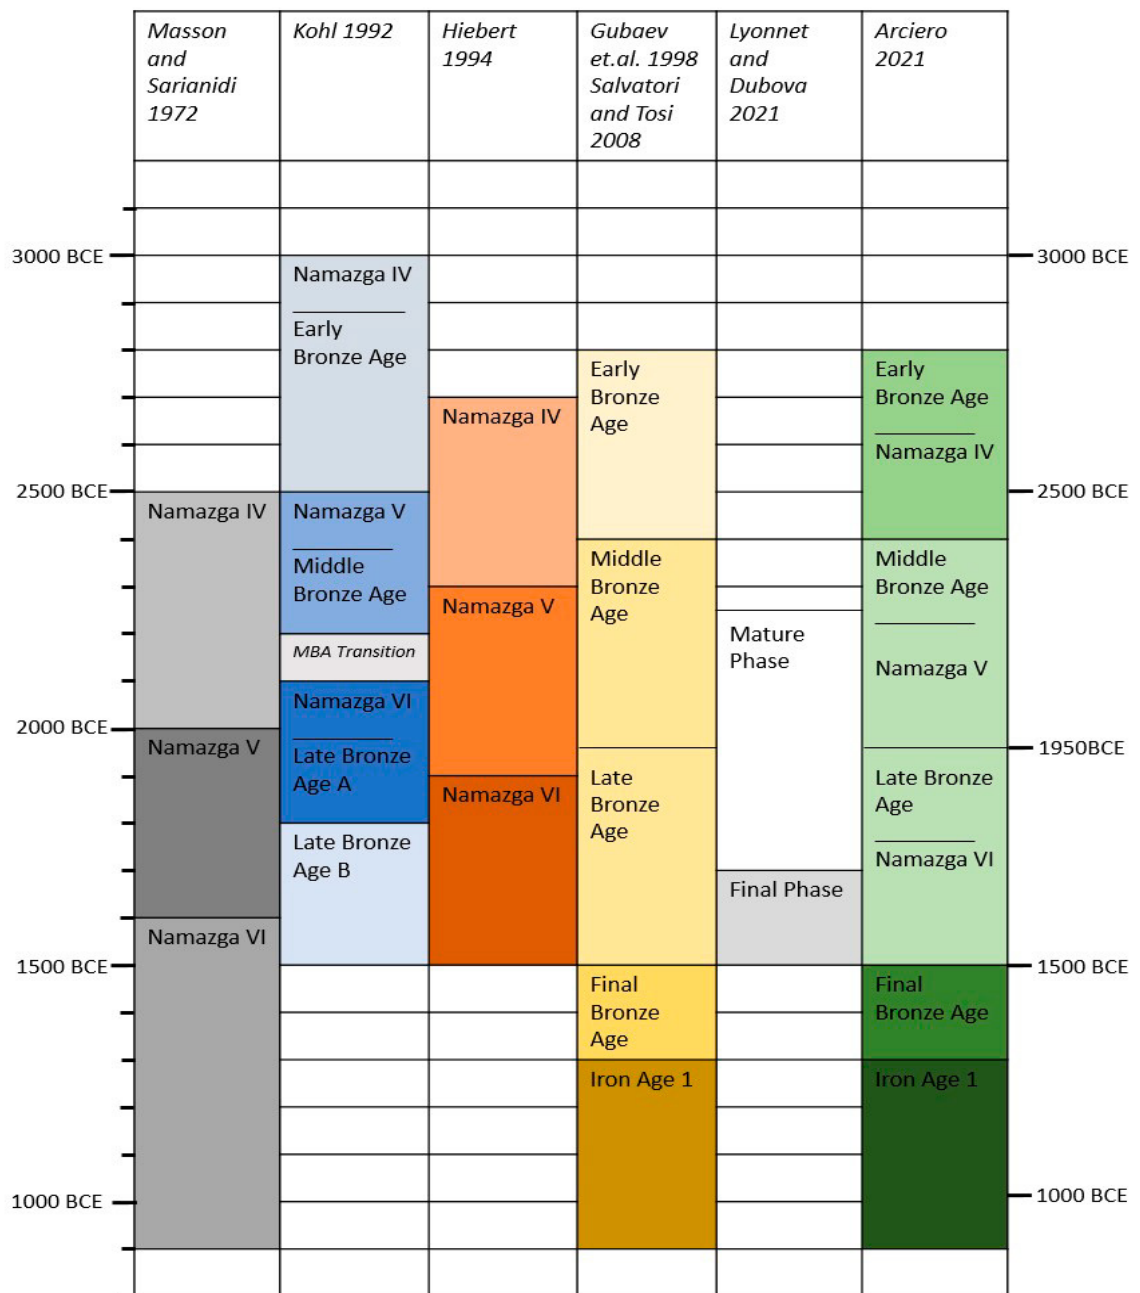 Masson
and
Sarianidi
1972
Kohl 1992
Hiebert
1994
Gubaev
et.al. 1998
Salvatori
and Tosi
2008
Lyonnet
and
Dubova
2021
Arciero
2021
3000 BCE
2500 BCE
2000 BCE
1500 BCE
1000 BCE
Namazga IV
Namazga V
Namazga VI
Namazga IV
Early
Bronze Age
Namazga V
Middle
Bronze Age
MBA Transition
Namazga VI
Late Bronze
Age A
Late Bronze
Age B
Namazga IV
Namazga V
Namazga VI
Early
Bronze
Age
Middle
Bronze
Age
Late
Bronze
Age
Final
Bronze
Age
Iron Age 1
Mature
Phase
Final Phase
Early
Bronze Age
Namazga IV
Middle
Bronze Age
Namazga V
Late Bronze
Age
Namazga VI
Final
Bronze Age
Iron Age 1
3000 BCE
2500 BCE
1950BCE
1500 BCE
1000 BCE